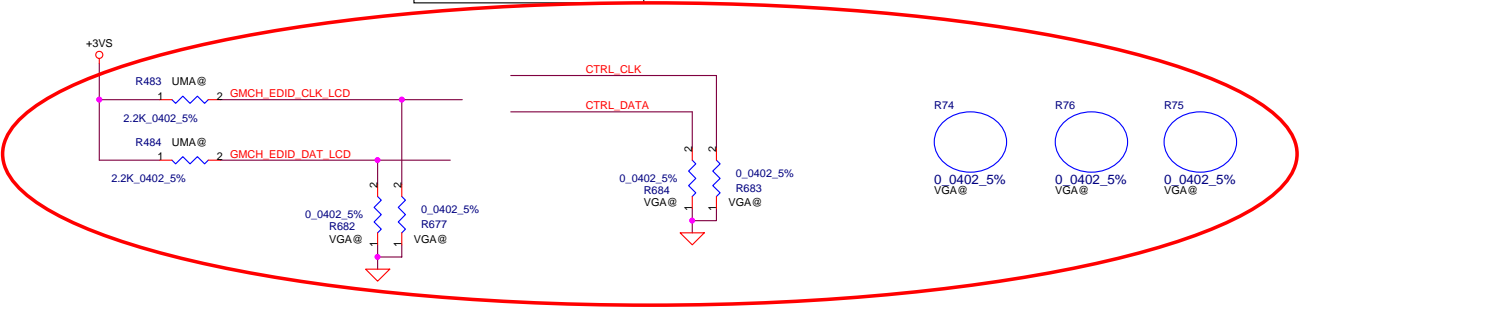 +3VS
R483 UMA@
1 2 GMCH_EDID_CLK_LCD
2.2K_0402_5%
R484 UMA@
1 2 GMCH_EDID_DAT_LCD
2.2K_0402_5%
2 2
0_0402_5% 0_0402_5%
R682 R677
VGA@ VGA@
1 1
CTRL_CLK
CTRL_DATA
2 2
0_0402_5% 0_0402_5%
R684 R683
VGA@ VGA@
1 1
R74 R76 R75
0_0402_5% 0_0402_5% 0_0402_5%
VGA@ VGA@ VGA@